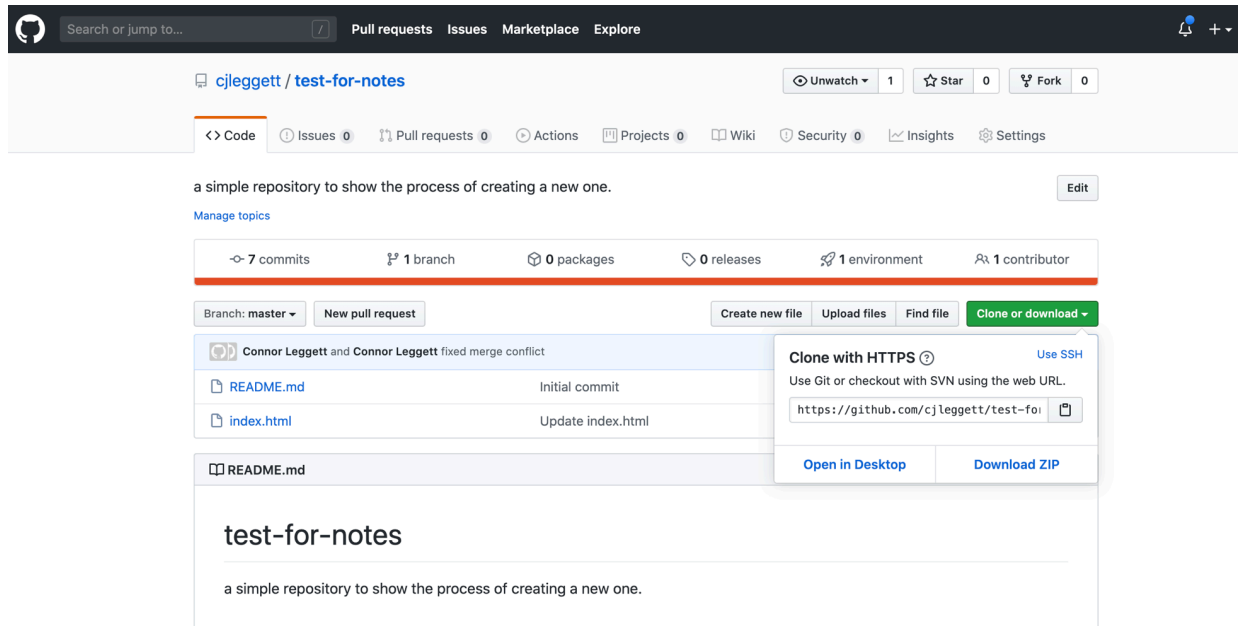 Search or jump to... / Pull requests Issues Marketplace Explore
cjleggett / test-for-notes Unwatch 1 Star 0 Fork 0
Code Issues 0 Pull requests 0 Actions Projects 0 Wiki Security 0 Insights Settings
a simple repository to show the process of creating a new one. Edit
Manage topics
7 commits 1 branch 0 packages 0 releases 1 environment 1 contributor
Branch: master New pull request Create new file Upload files Find file Clone or download
Connor Leggett and Connor Leggett fixed merge conflict
README.md Initial commit
index.html Update index.html
Clone with HTTPS ? Use SSH
Use Git or checkout with SVN using the web URL.
https://github.com/cjleggett/test-for
Open in Desktop Download ZIP
README.md
test-for-notes
a simple repository to show the process of creating a new one.